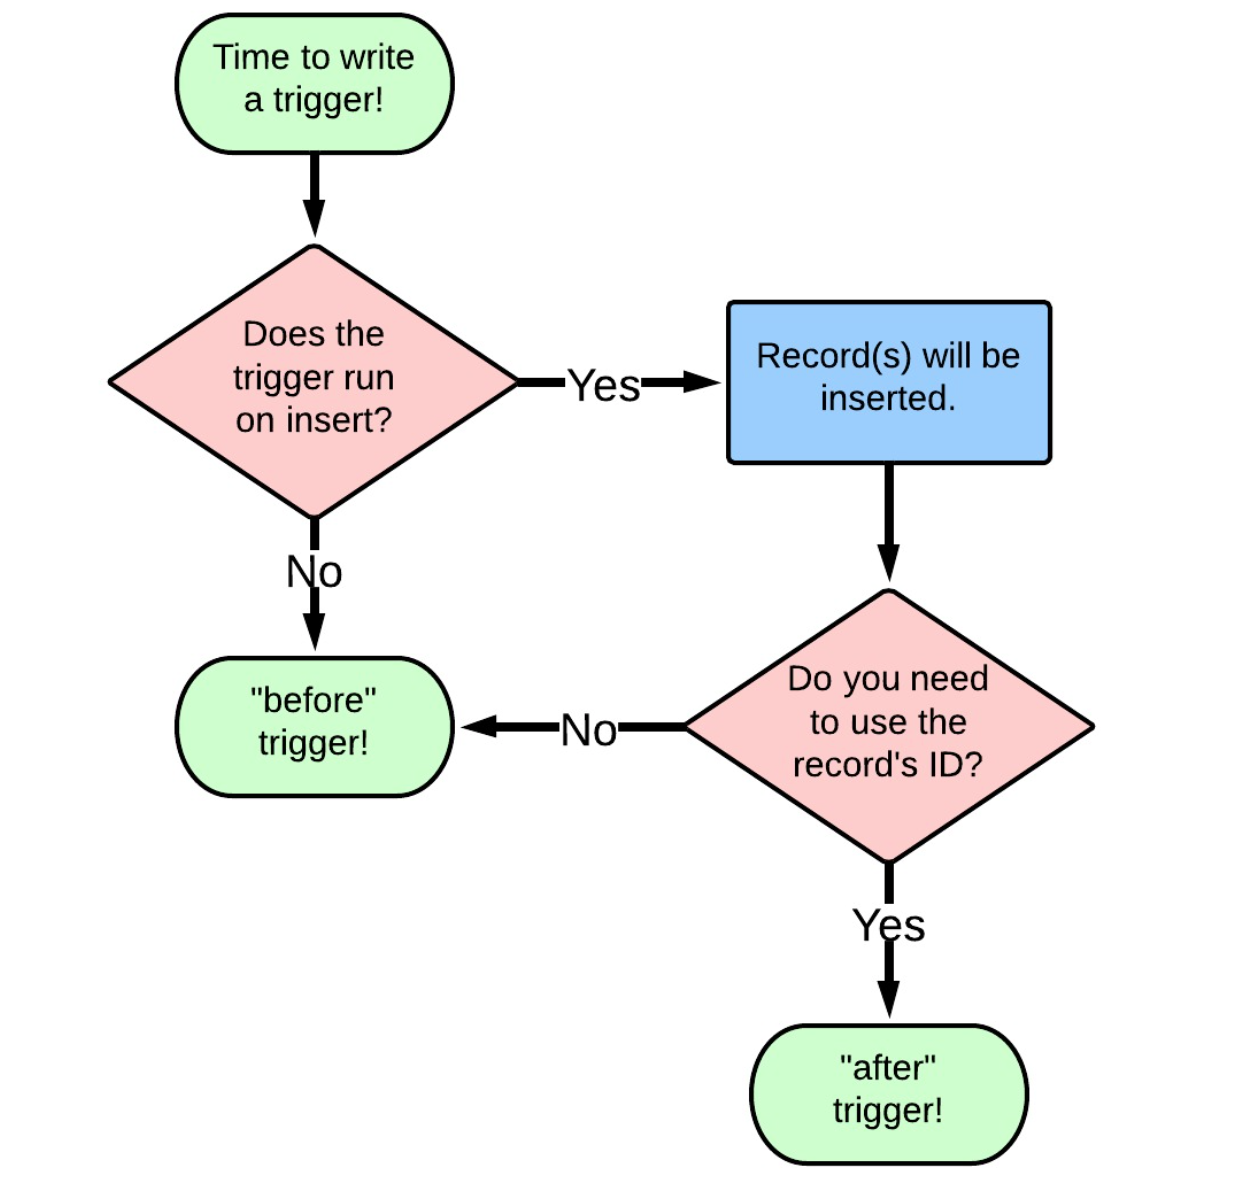 Time to write
a trigger!
Does the
trigger run
on insert?
Yes
Record(s) will be
inserted.
No
"before"
trigger!
No
Do you need
to use the
record's ID?
Yes
"after"
trigger!